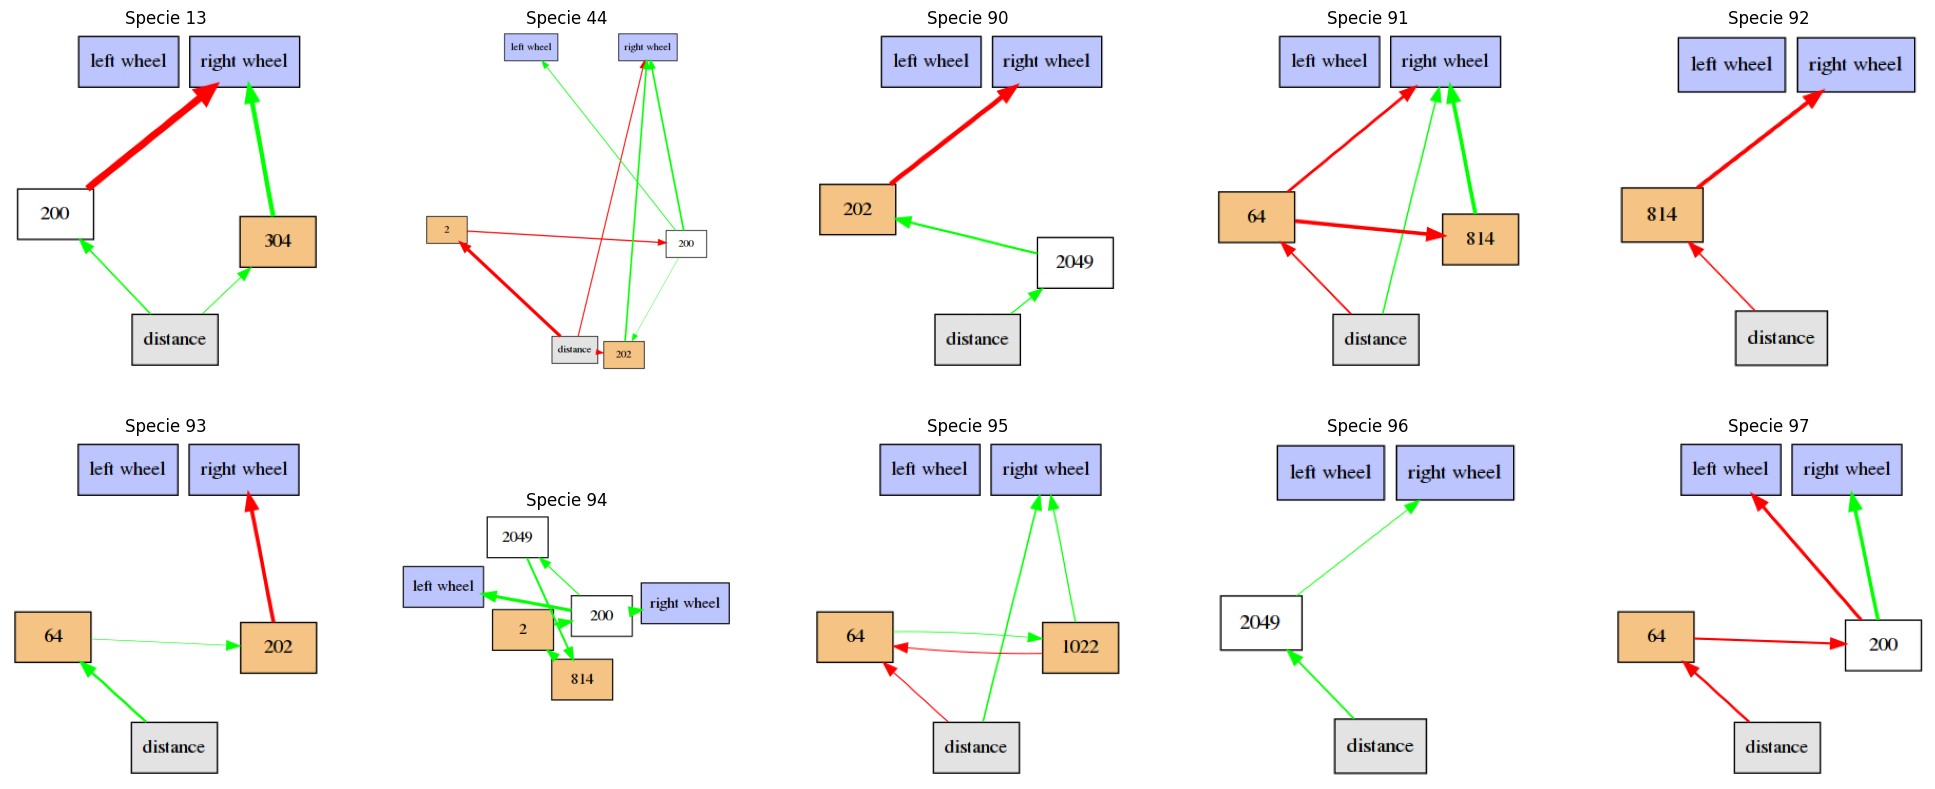 Specie 13
left wheel
right wheel
200
304
distance
Specie 44
left wheel
right wheel
2
200
distance
202
Specie 90
left wheel
right wheel
202
2049
distance
Specie 91
left wheel
right wheel
64
814
distance
Specie 92
left wheel
right wheel
814
distance
Specie 93
left wheel
right wheel
64
202
distance
Specie 94
2049
left wheel
200
right wheel
2
814
Specie 95
left wheel
right wheel
64
1022
distance
Specie 96
left wheel
right wheel
2049
distance
Specie 97
left wheel
right wheel
64
200
distance